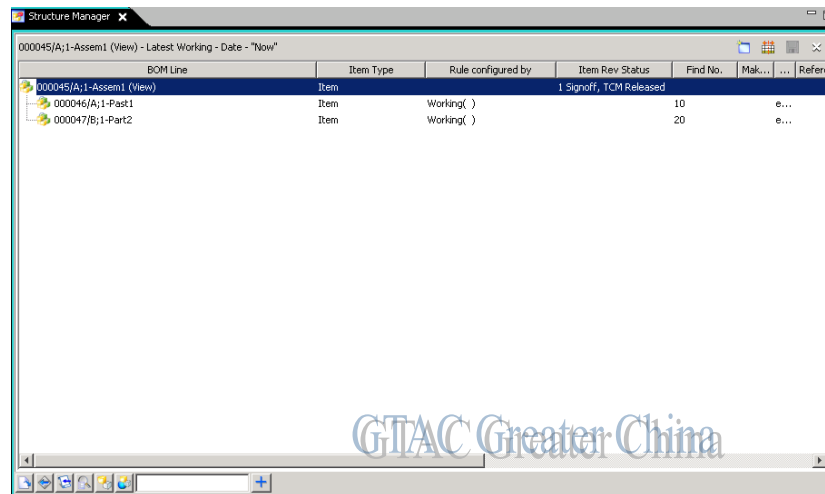 Structure Manager
000045/A;1-Assem1 (View) - Latest Working - Date - "Now"
BOM Line Item Type Rule configured by Item Rev Status Find No. Mak... ... Refere
000045/A;1-Assem1 (View) Item 1 Signoff, TCM Released
000046/A;1-Past1 Item Working( ) 10 e...
000047/B;1-Part2 Item Working( ) 20 e...
GTAC Greater China